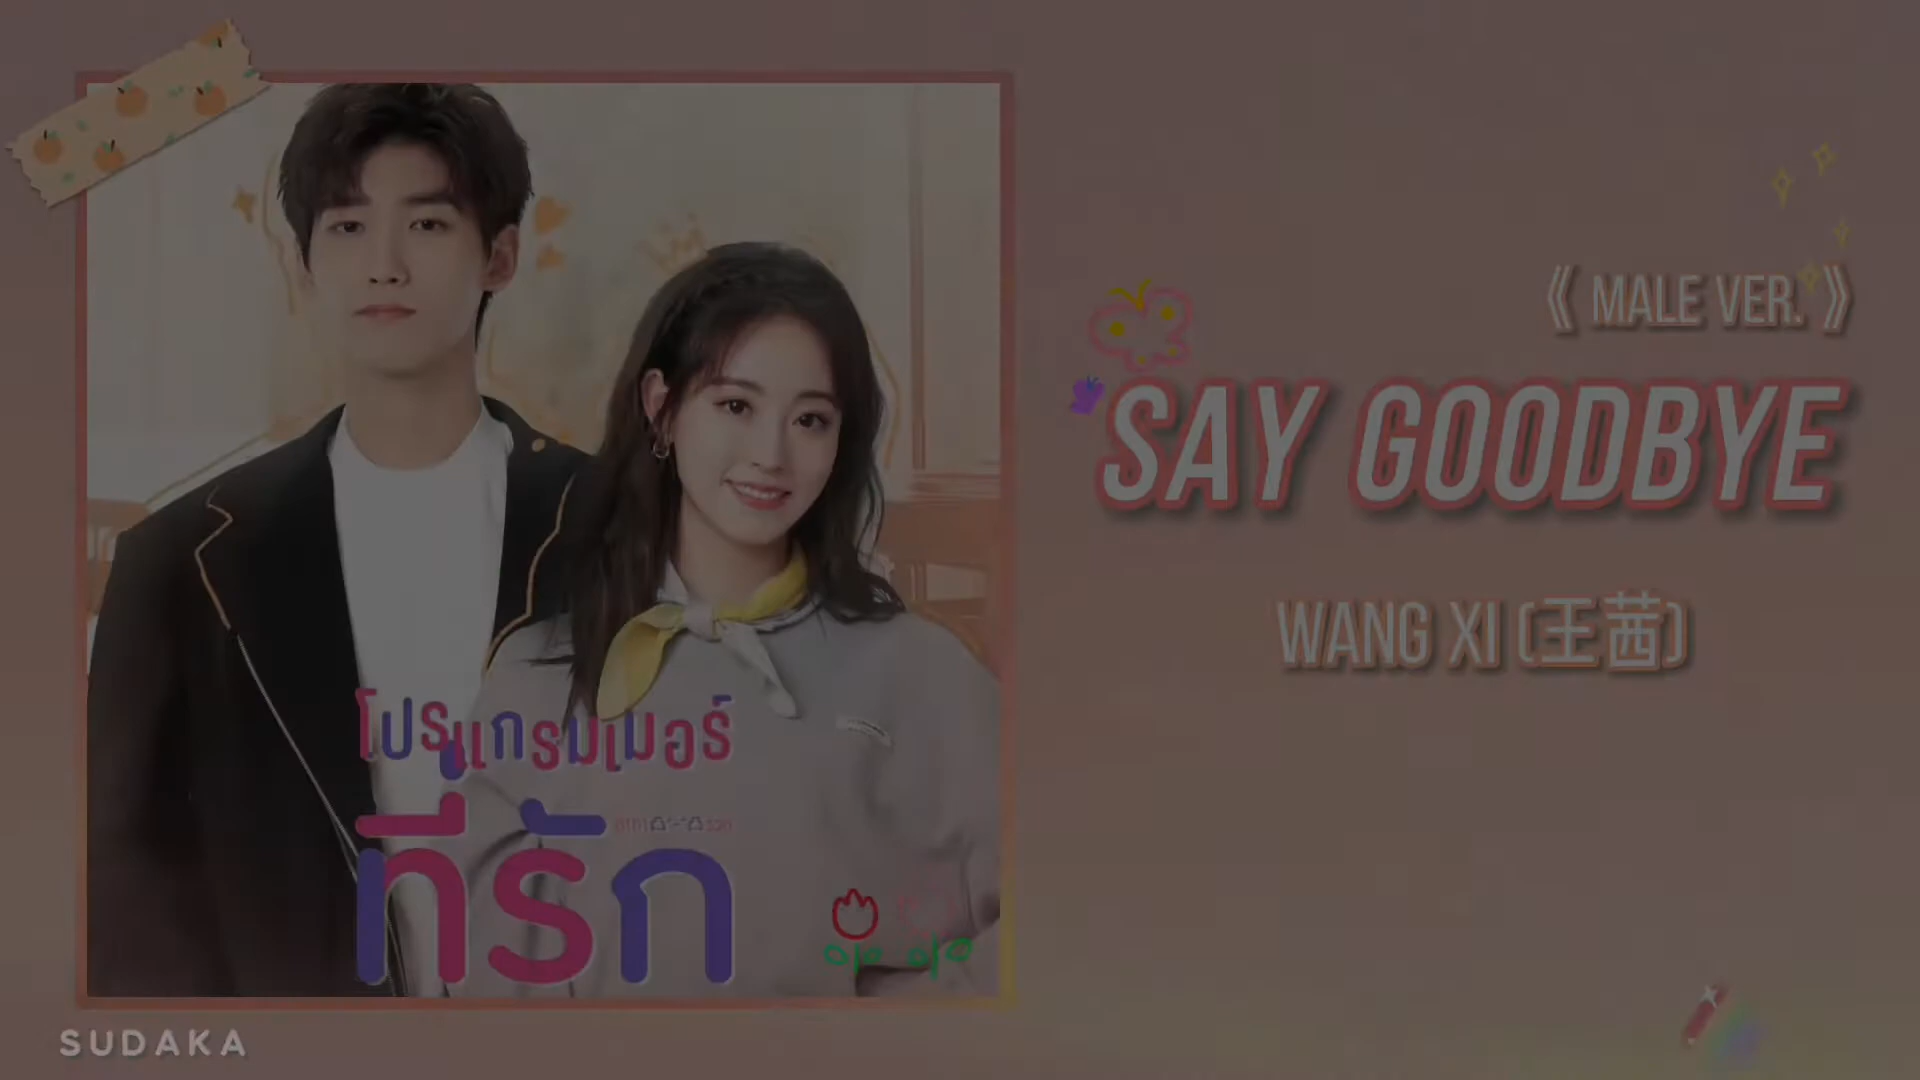 《 MALE VER. 》
SAY GOODBYE
WANG XI (王茜)
โปรแกรมเมอร์
ที่รัก
SUDAKA